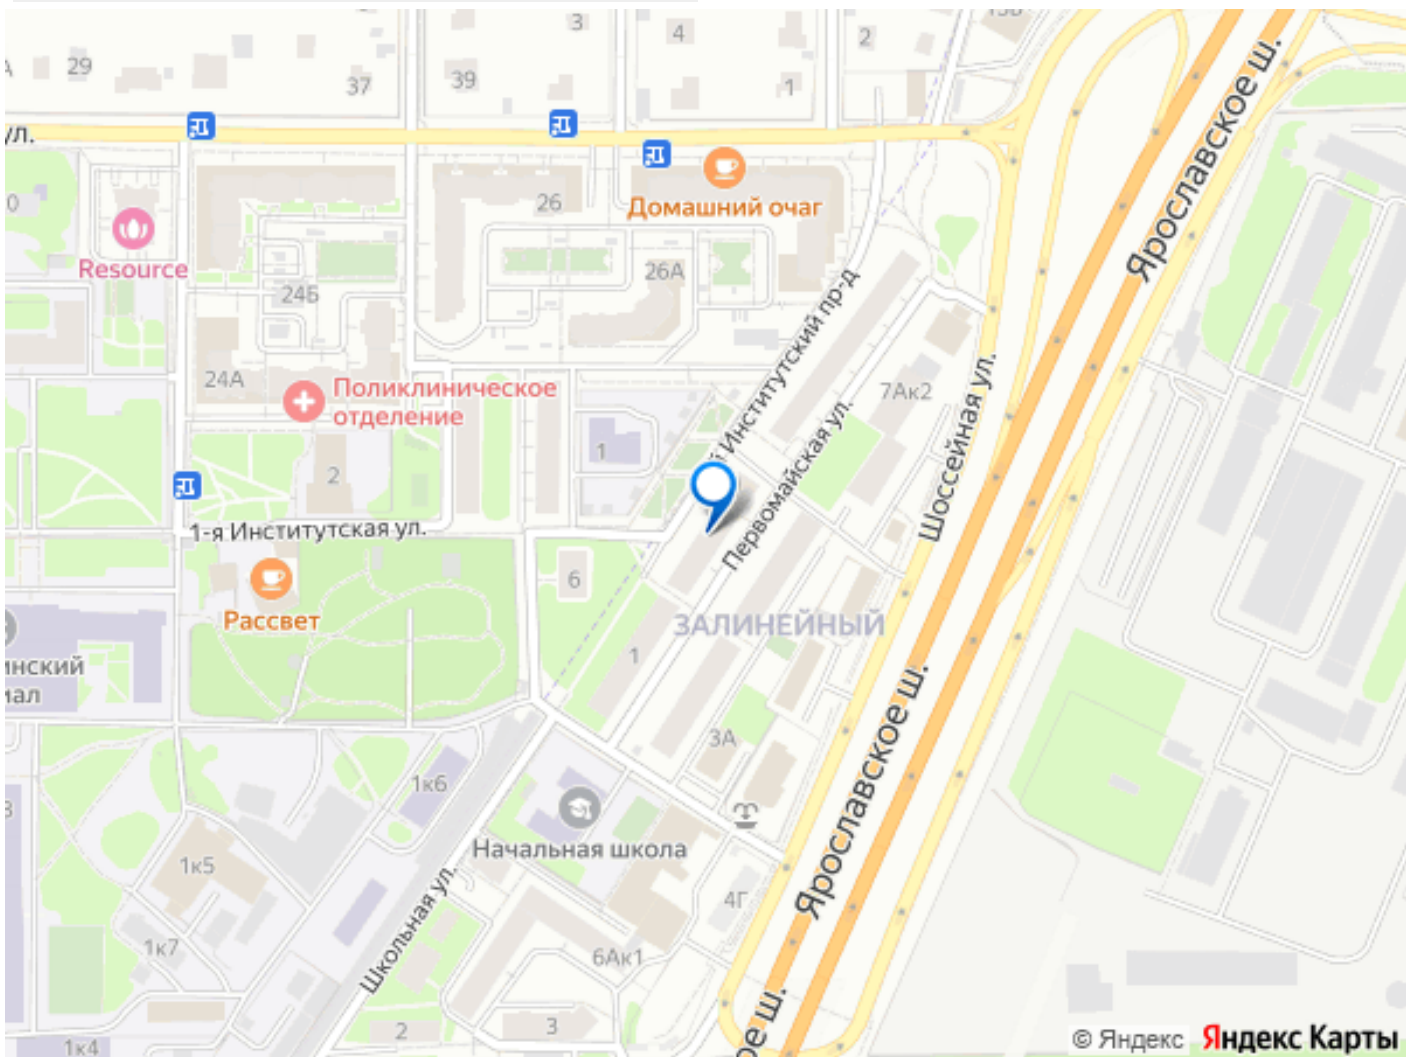 3
4
2
29
37
39
1
ул.
Ярославское ш.
26
Домашний очаг
Resource
24Б
26А
Институтский пр-д
24А
Поликлиническое
отделение
7Ак2
Первомайская ул.
Шоссейная ул.
1
2
1-я Институтская ул.
6
Рассвет
ЗАЛИНЕЙНЫЙ
1
Ярославское ш.
3А
1к6
Начальная школа
1к5
Школьная ул.
4Г
1к7
6Ак1
2
3
1к4
© Яндекс Яндекс Карты